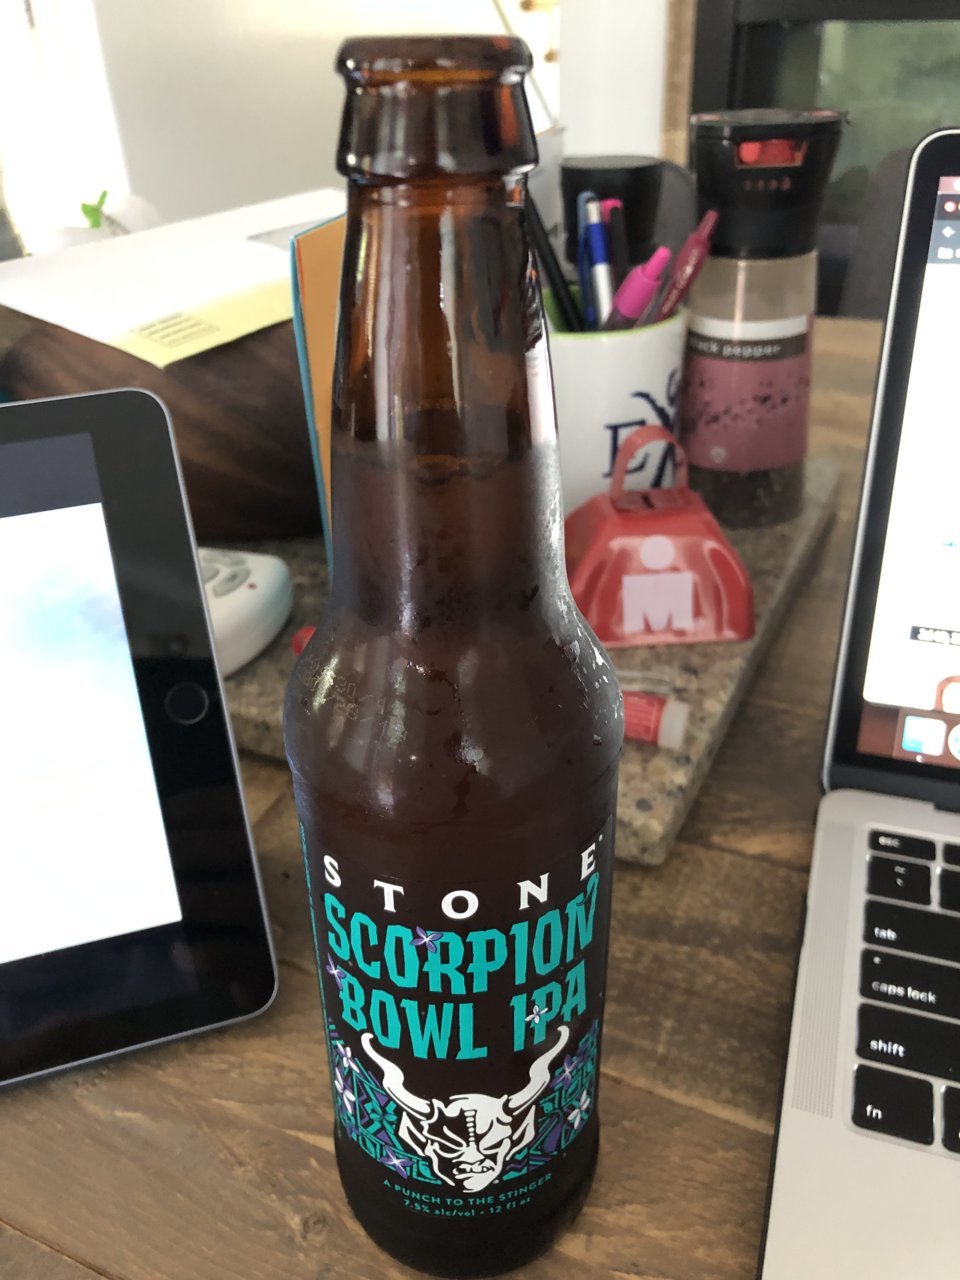 STONE
SCORPION
BOWL IPA
A PUNCH TO THE STINGER
7.5% alc/vol · 12 fl oz
pepper
M
esc
~
tab
caps lock
shift
fn